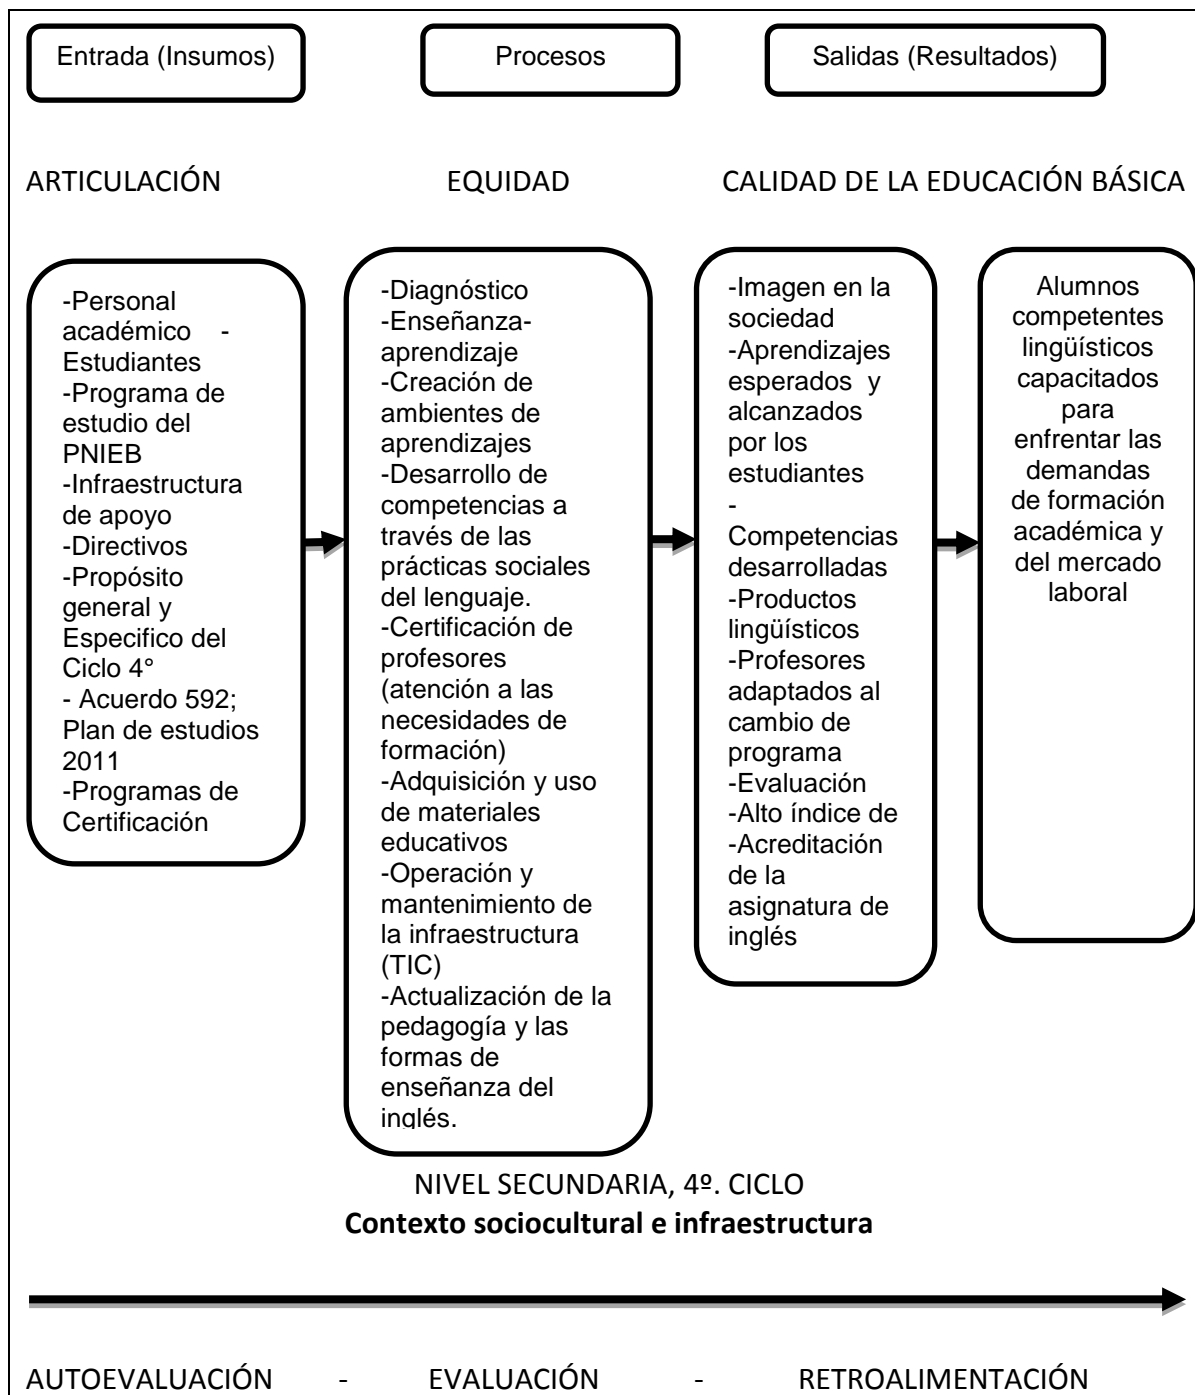 Entrada (Insumos)
Procesos
Salidas (Resultados)
ARTICULACIÓN
EQUIDAD
CALIDAD DE LA EDUCACIÓN BÁSICA
-Personal
académico -
Estudiantes
-Programa de
estudio del
PNIEB
-Infraestructura
de apoyo
-Directivos
-Propósito
general y
Especifico del
Ciclo 4°
- Acuerdo 592;
Plan de estudios
2011
-Programas de
Certificación
-Diagnóstico
-Enseñanza-
aprendizaje
-Creación de
ambientes de
aprendizajes
-Desarrollo de
competencias a
través de las
prácticas sociales
del lenguaje.
-Certificación de
profesores
(atención a las
necesidades de
formación)
-Adquisición y uso
de materiales
educativos
-Operación y
mantenimiento de
la infraestructura
(TIC)
-Actualización de la
pedagogía y las
formas de
enseñanza del
inglés.
-Imagen en la
sociedad
-Aprendizajes
esperados y
alcanzados
por los
estudiantes
-
Competencias
desarrolladas
-Productos
lingüísticos
-Profesores
adaptados al
cambio de
programa
-Evaluación
-Alto índice de
-Acreditación
de la
asignatura de
inglés
Alumnos
competentes
lingüísticos
capacitados
para
enfrentar las
demandas
de formación
académica y
del mercado
laboral
NIVEL SECUNDARIA, 4º. CICLO
Contexto sociocultural e infraestructura
AUTOEVALUACIÓN - EVALUACIÓN - RETROALIMENTACIÓN